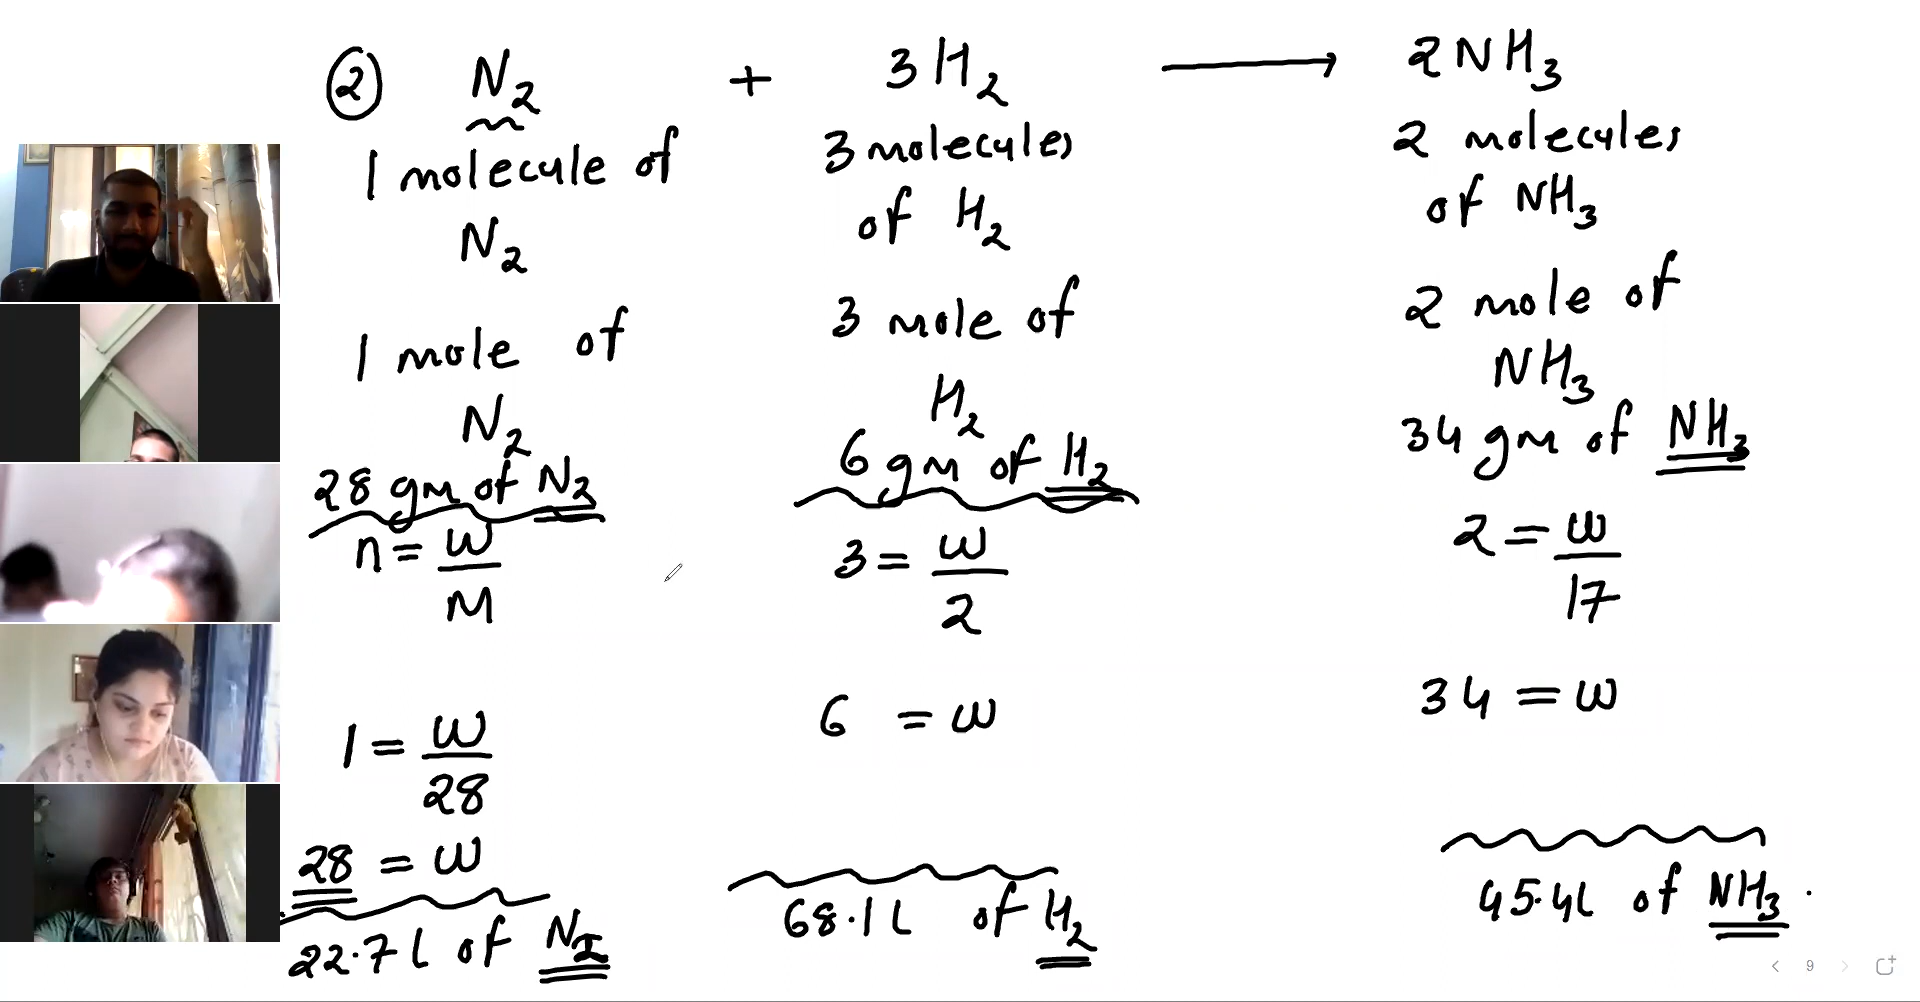 ② N₂ + 3H₂ ⟶ 2NH₃
1 molecule of
N₂
3 molecules
of H₂
2 molecules
of NH₃
1 mole of
N₂
3 mole of
H₂
2 mole of
NH₃
28 gm of N₂
6 gm of H₂
34 gm of NH₃
n = w/M
3 = w/2
2 = w/17
1 = w/28
6 = w
34 = w
28 = w
22.7 l of N₂
68.1 l of H₂
45.4 l of NH₃ .
9